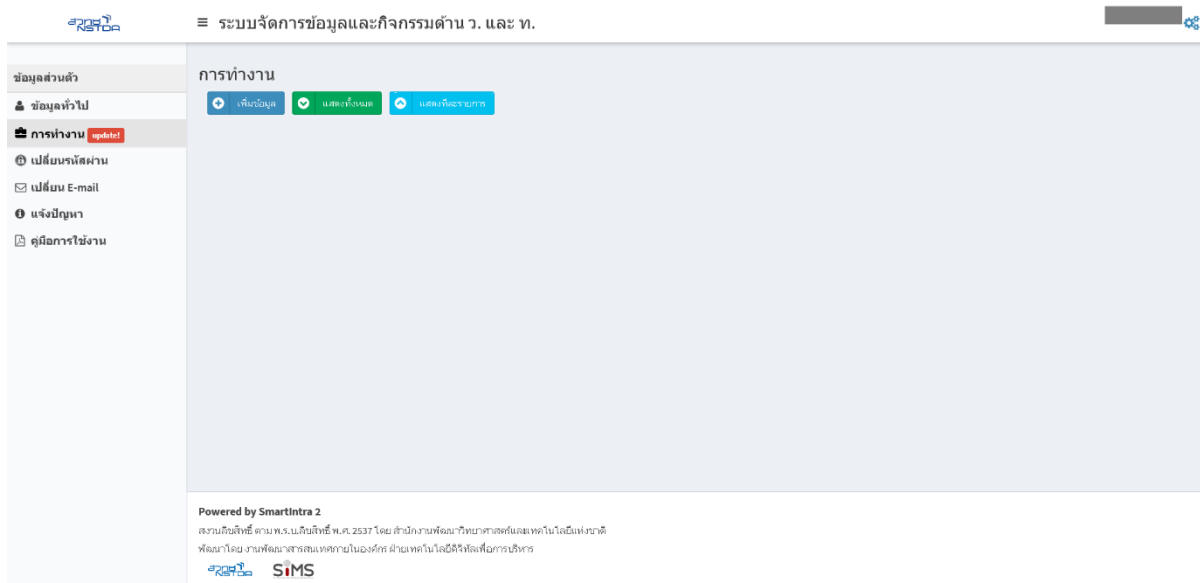 สวทช NSTDA
≡ ระบบจัดการข้อมูลและกิจกรรมด้าน ว. และ ท.
ข้อมูลส่วนตัว
ข้อมูลทั่วไป
การทำงาน update!
เปลี่ยนรหัสผ่าน
เปลี่ยน E-mail
แจ้งปัญหา
คู่มือการใช้งาน
การทำงาน
เพิ่มข้อมูล แสดงทั้งหมด แสดงทีละรายการ
Powered by SmartIntra 2
สงวนลิขสิทธิ์ ตาม พ.ร.บ.ลิขสิทธิ์ พ.ศ. 2537 โดย สำนักงานพัฒนาวิทยาศาสตร์และเทคโนโลยีแห่งชาติ
พัฒนาโดย งานพัฒนาสารสนเทศภายในองค์กร ฝ่ายเทคโนโลยีดิจิทัลเพื่อการบริหาร
สวทช NSTDA SiMS